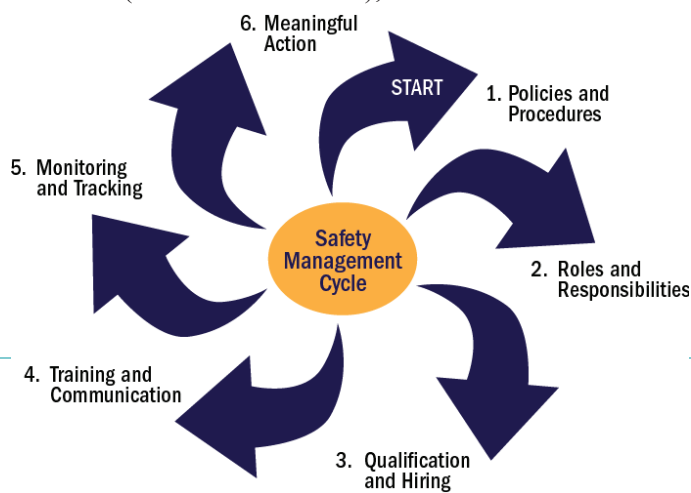 START
1. Policies and
Procedures
2. Roles and
Responsibilities
3. Qualification
and Hiring
4. Training and
Communication
5. Monitoring
and Tracking
6. Meaningful
Action
Safety
Management
Cycle